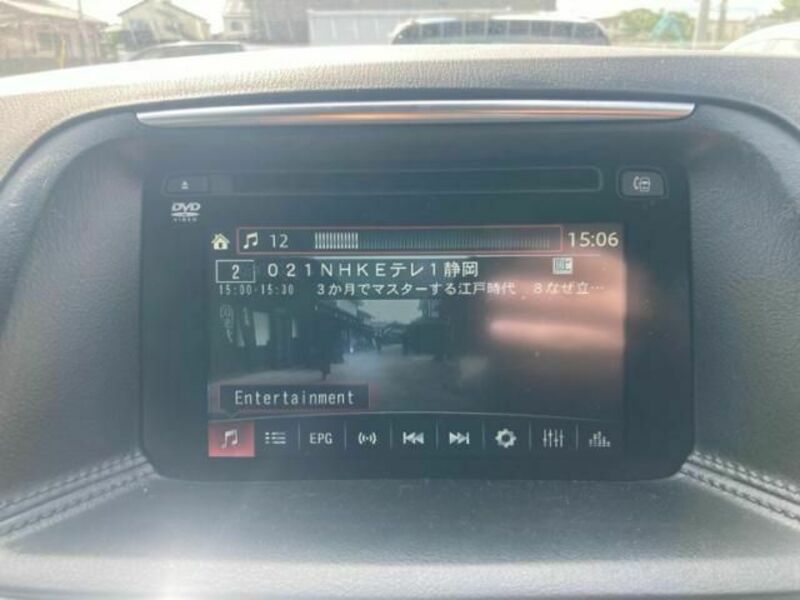 DVD
VIDEO
12 15:06
2 021NHKEテレ1静岡
15:00-15:30 3か月でマスターする江戸時代 8なぜ立…
Entertainment
EPG